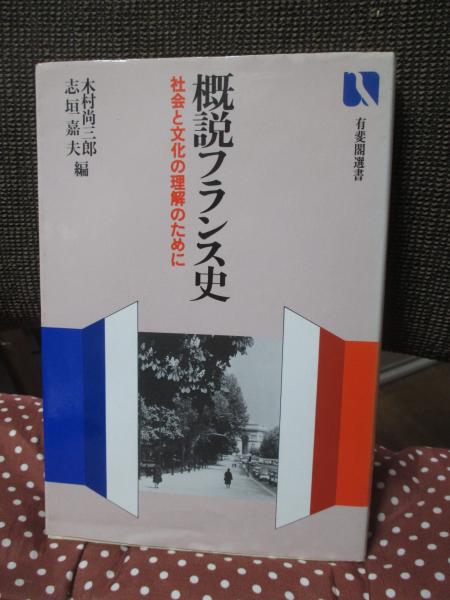 有斐閣選書
概説フランス史
社会と文化の理解のために
木村尚三郎
志垣嘉夫 編